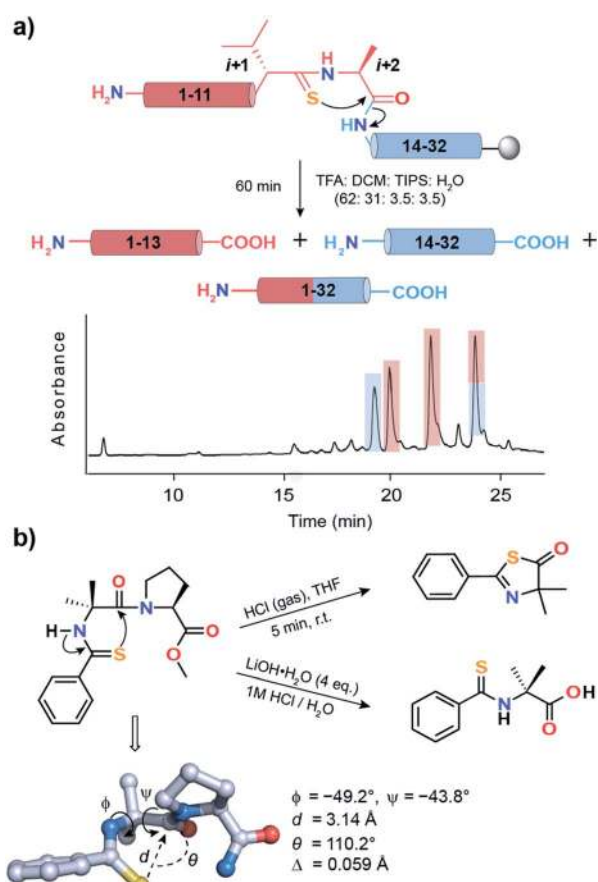 a)
i+1
H
N
i+2
H₂N
1-11
S
O
HN
14-32
60 min
TFA: DCM: TIPS: H₂O
(62: 31: 3.5: 3.5)
H₂N
1-13
COOH
+
H₂N
14-32
COOH
+
H₂N
1-32
COOH
Absorbance
10
15
20
25
Time (min)
b)
O
N
H-N
S
O
O
HCl (gas), THF
5 min, r.t.
S
O
N
LiOH•H₂O (4 eq.)
1M HCl / H₂O
S
N
H
OH
O
ϕ
ψ
d
θ
ϕ = −49.2°, ψ = −43.8°
d = 3.14 Å
θ = 110.2°
Δ = 0.059 Å